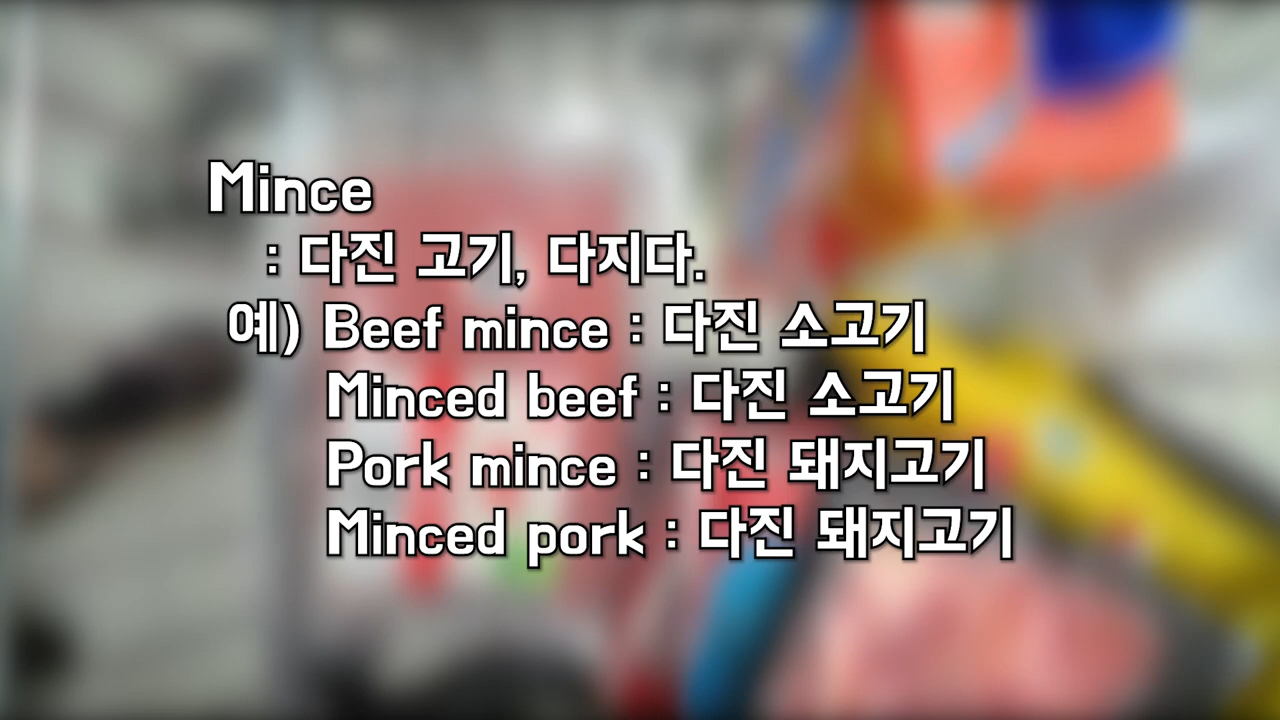 Mince
: 다진 고기, 다지다.
예) Beef mince : 다진 소고기
Minced beef : 다진 소고기
Pork mince : 다진 돼지고기
Minced pork : 다진 돼지고기